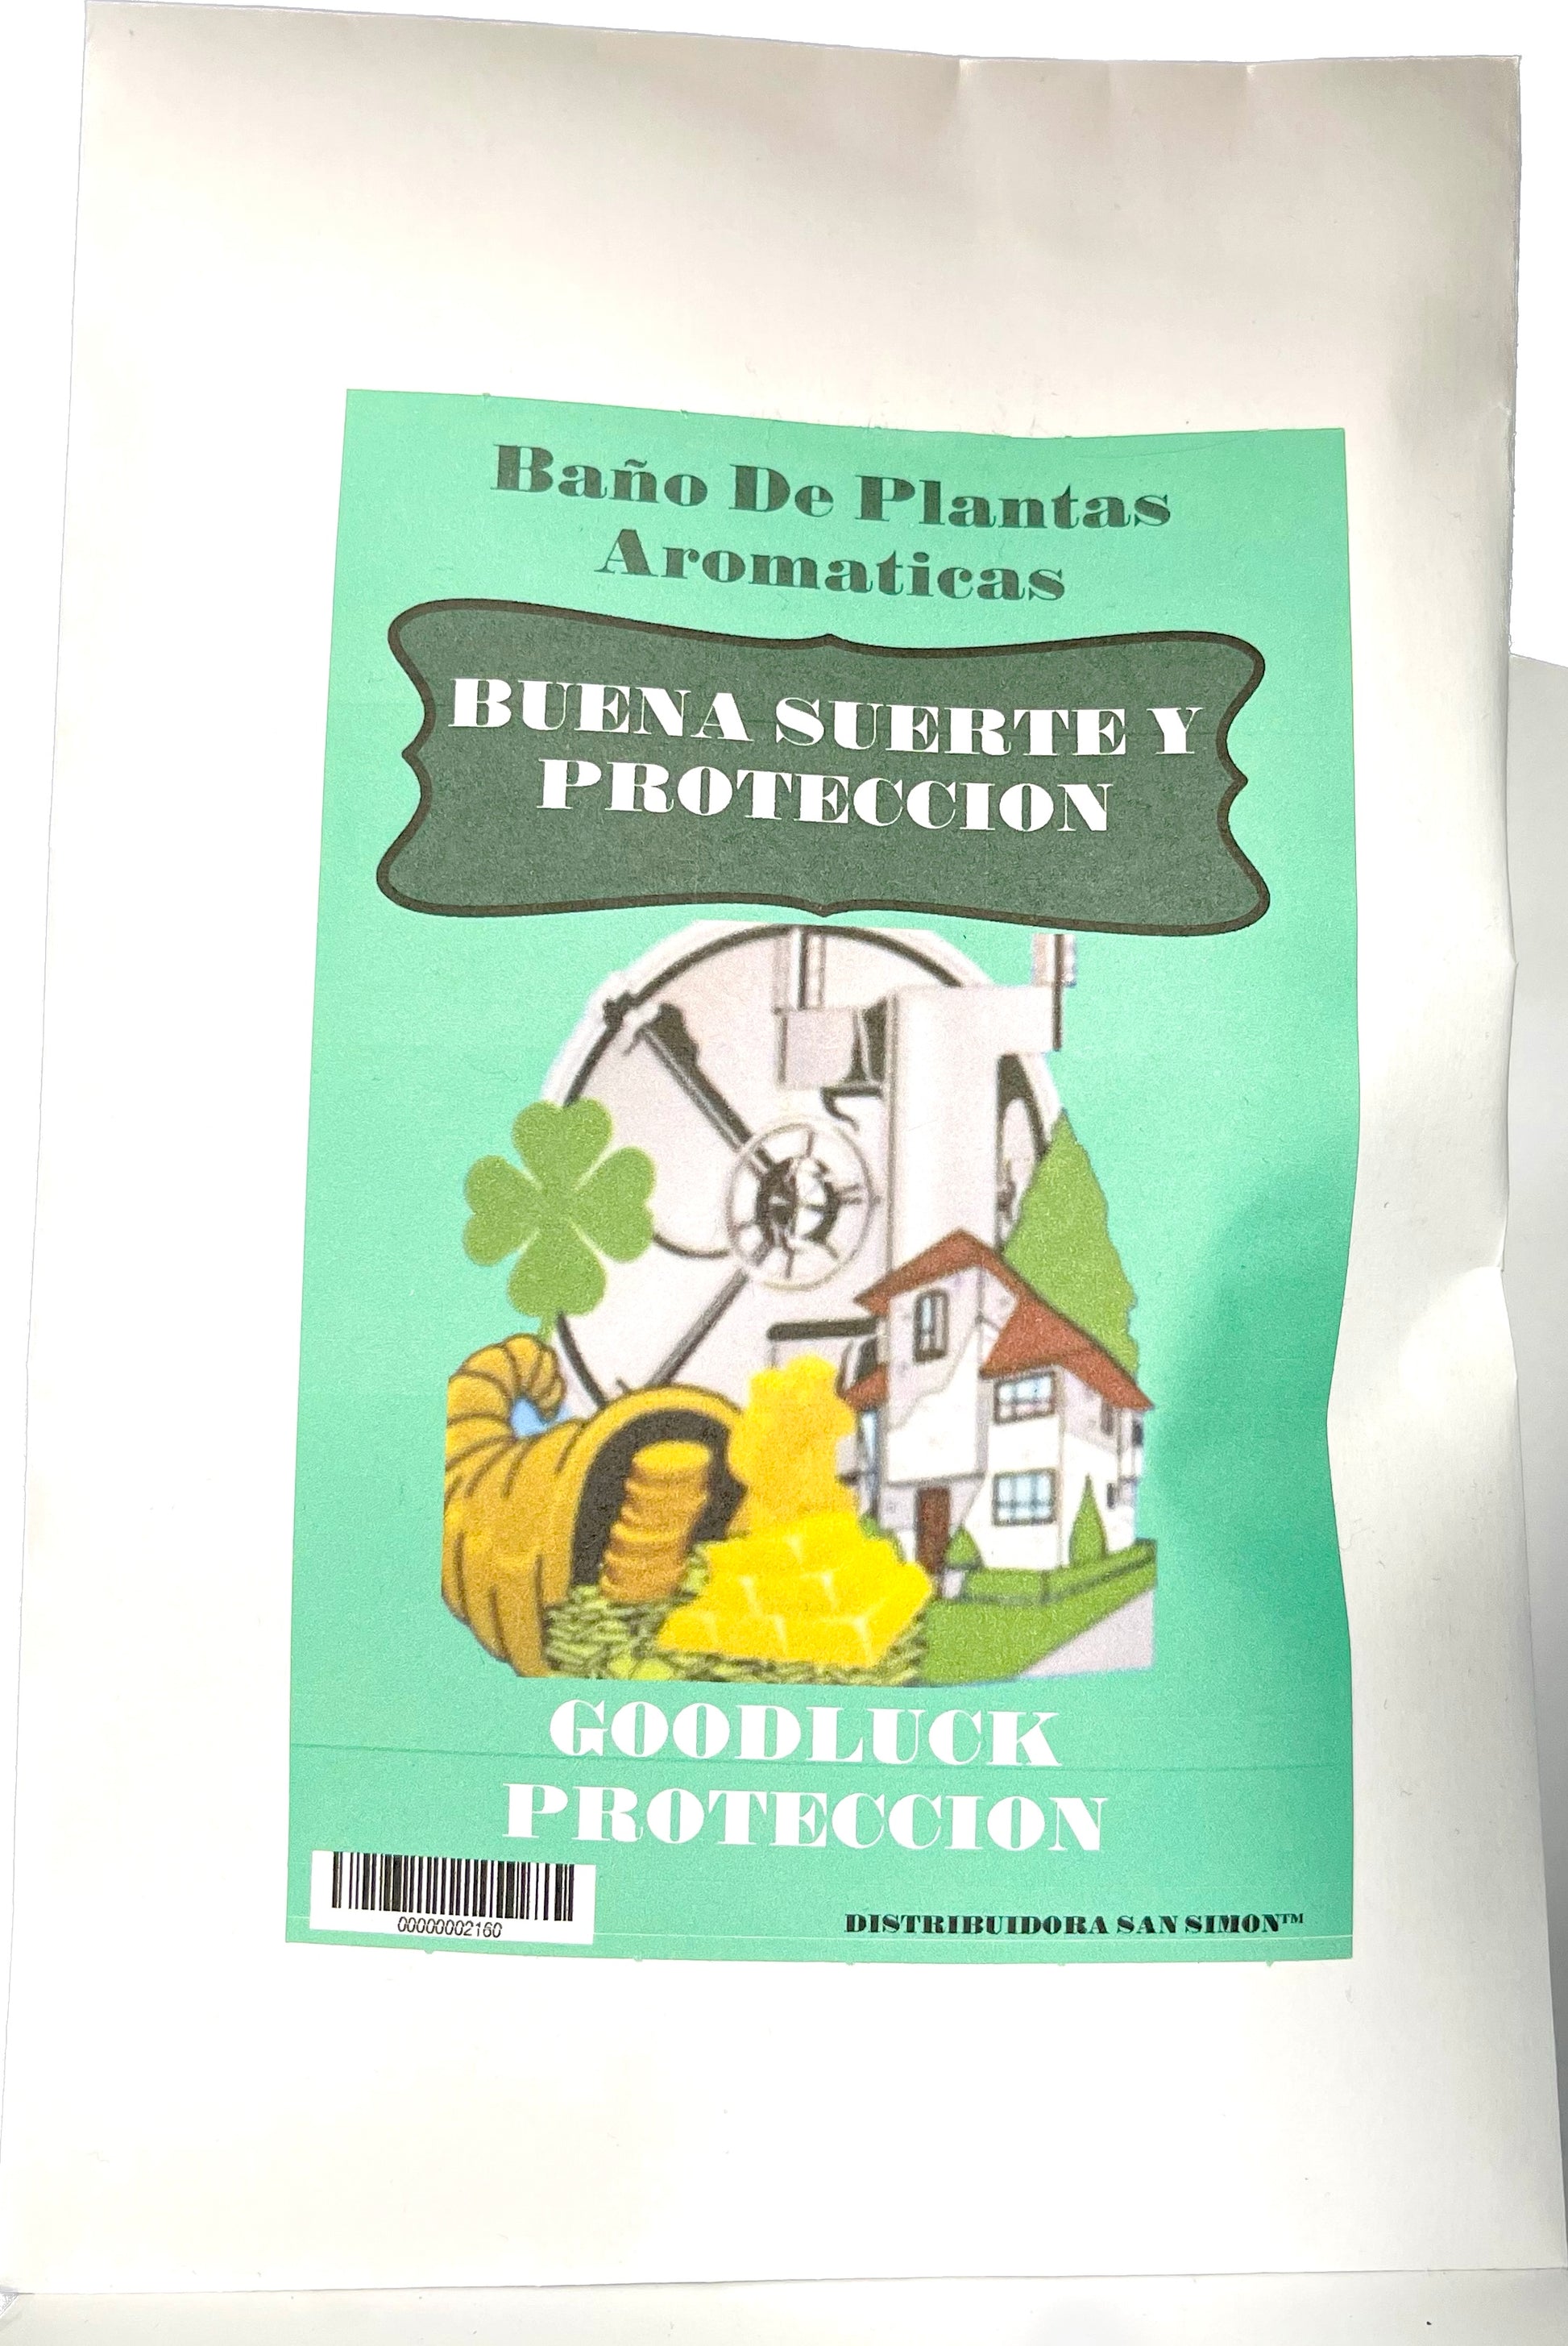 Baño De Plantas
Aromaticas
BUENA SUERTE Y
PROTECCION
GOODLUCK
PROTECCION
00000002160
DISTRIBUIDORA SAN SIMON™